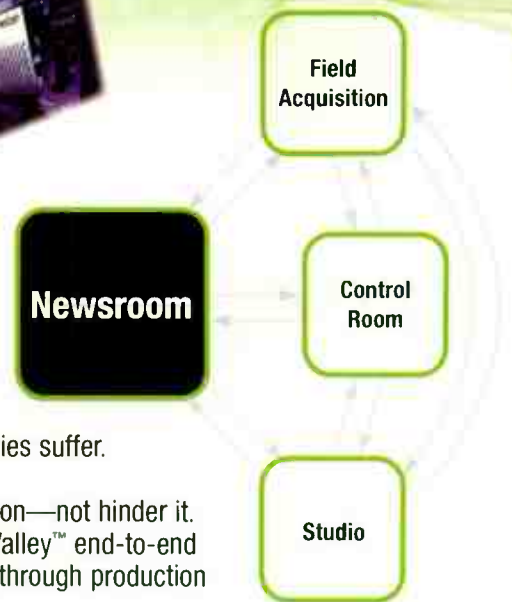 Field
Acquisition
Newsroom
Control
Room
ies suffer.
on—not hinder it.
alley™ end-to-end
through production
Studio